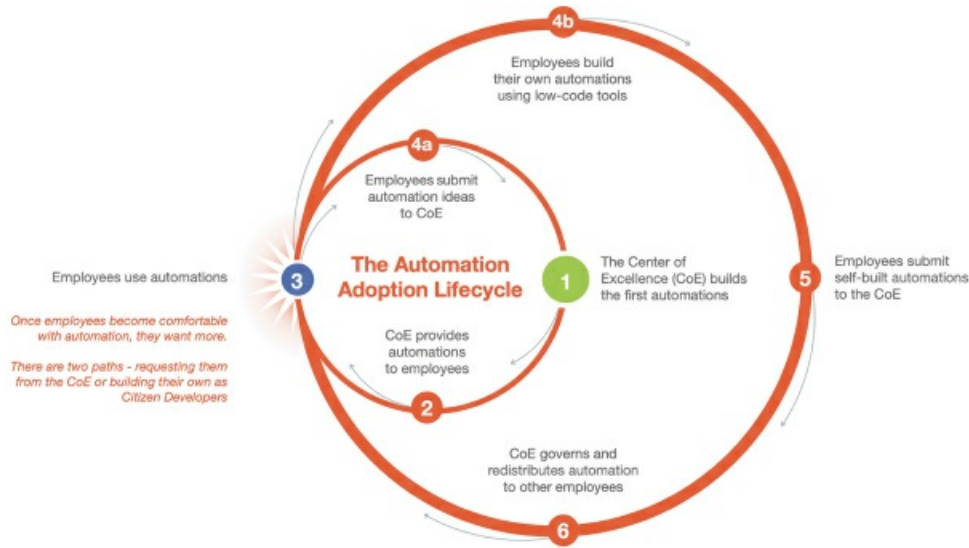 4b
Employees build
their own automations
using low-code tools
4a
Employees submit
automation ideas
to CoE
The Automation
Adoption Lifecycle
1
The Center of
Excellence (CoE) builds
the first automations
5
Employees submit
self-built automations
to the CoE
3
Employees use automations
Once employees become comfortable
with automation, they want more.
There are two paths - requesting them
from the CoE or building their own as
Citizen Developers
CoE provides
automations
to employees
2
CoE governs and
redistributes automation
to other employees
6